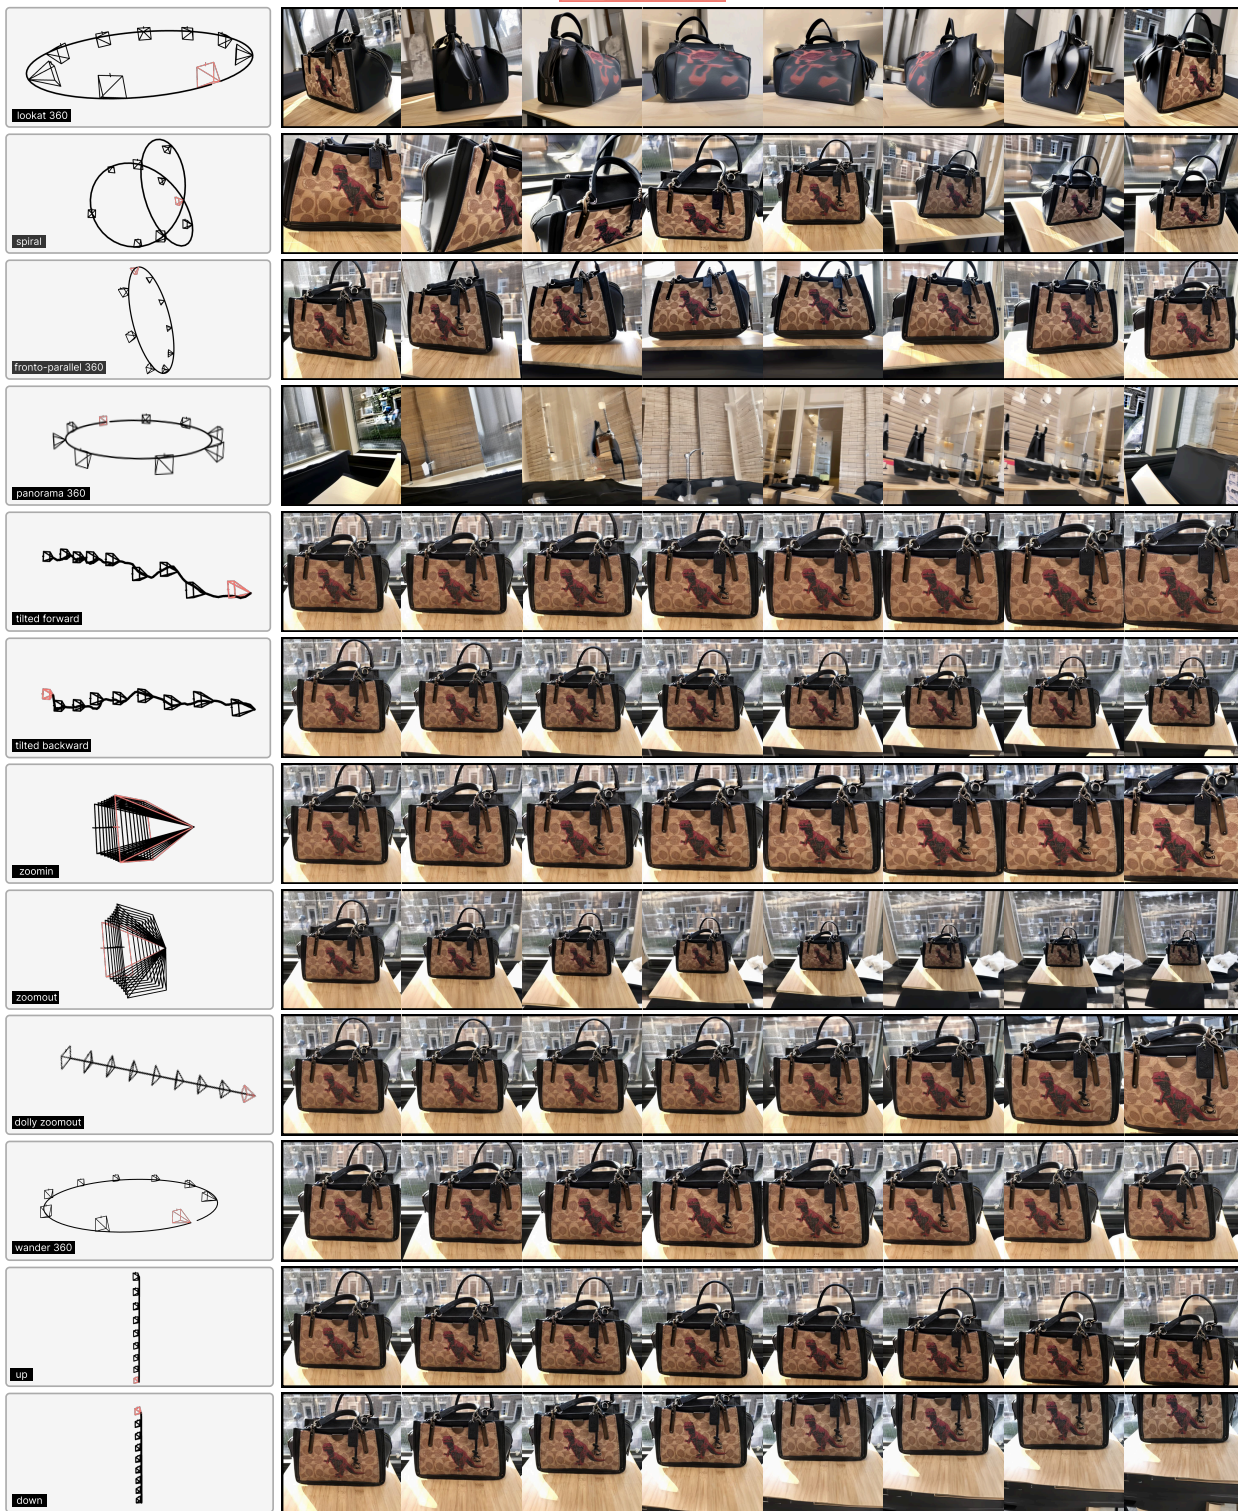 lookat 360
spiral
fronto-parallel 360
panorama 360
tilted forward
tilted backward
zoomin
zoomout
dolly zoomout
wander 360
up
down